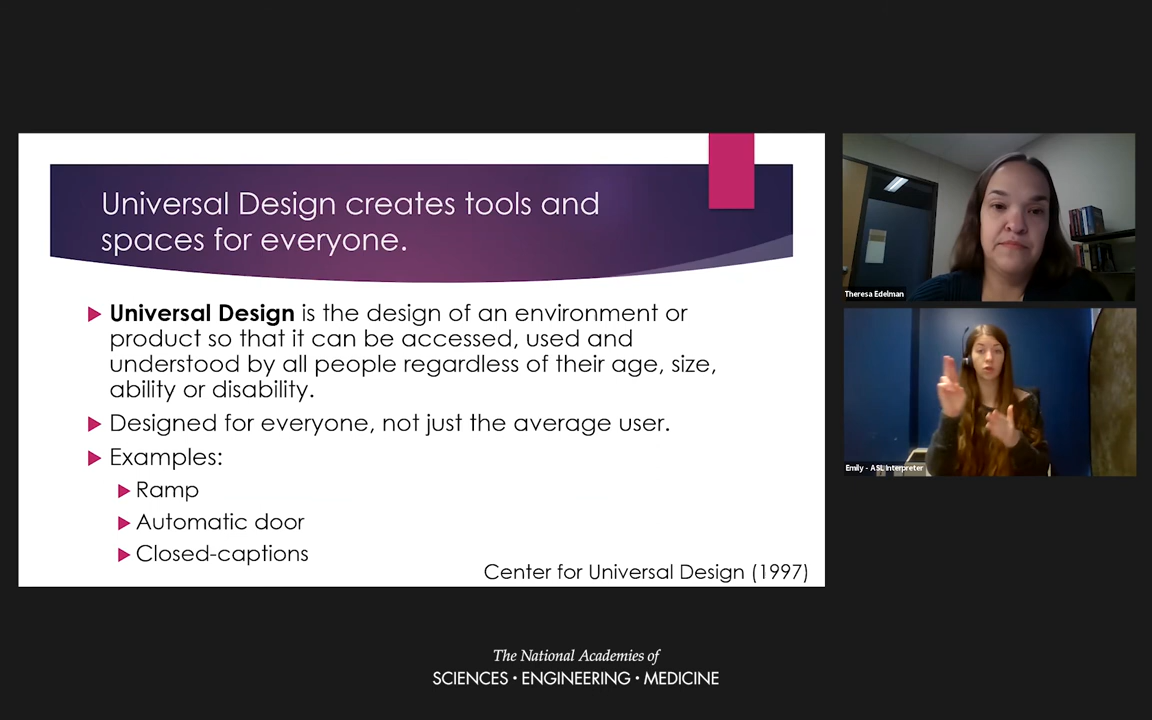 Universal Design creates tools and
spaces for everyone.
Universal Design is the design of an environment or
product so that it can be accessed, used and
understood by all people regardless of their age, size,
ability or disability.
Designed for everyone, not just the average user.
Examples:
Ramp
Automatic door
Closed-captions
Center for Universal Design (1997)
Theresa Edelman
Emily - ASL Interpreter
The National Academies of
SCIENCES · ENGINEERING · MEDICINE